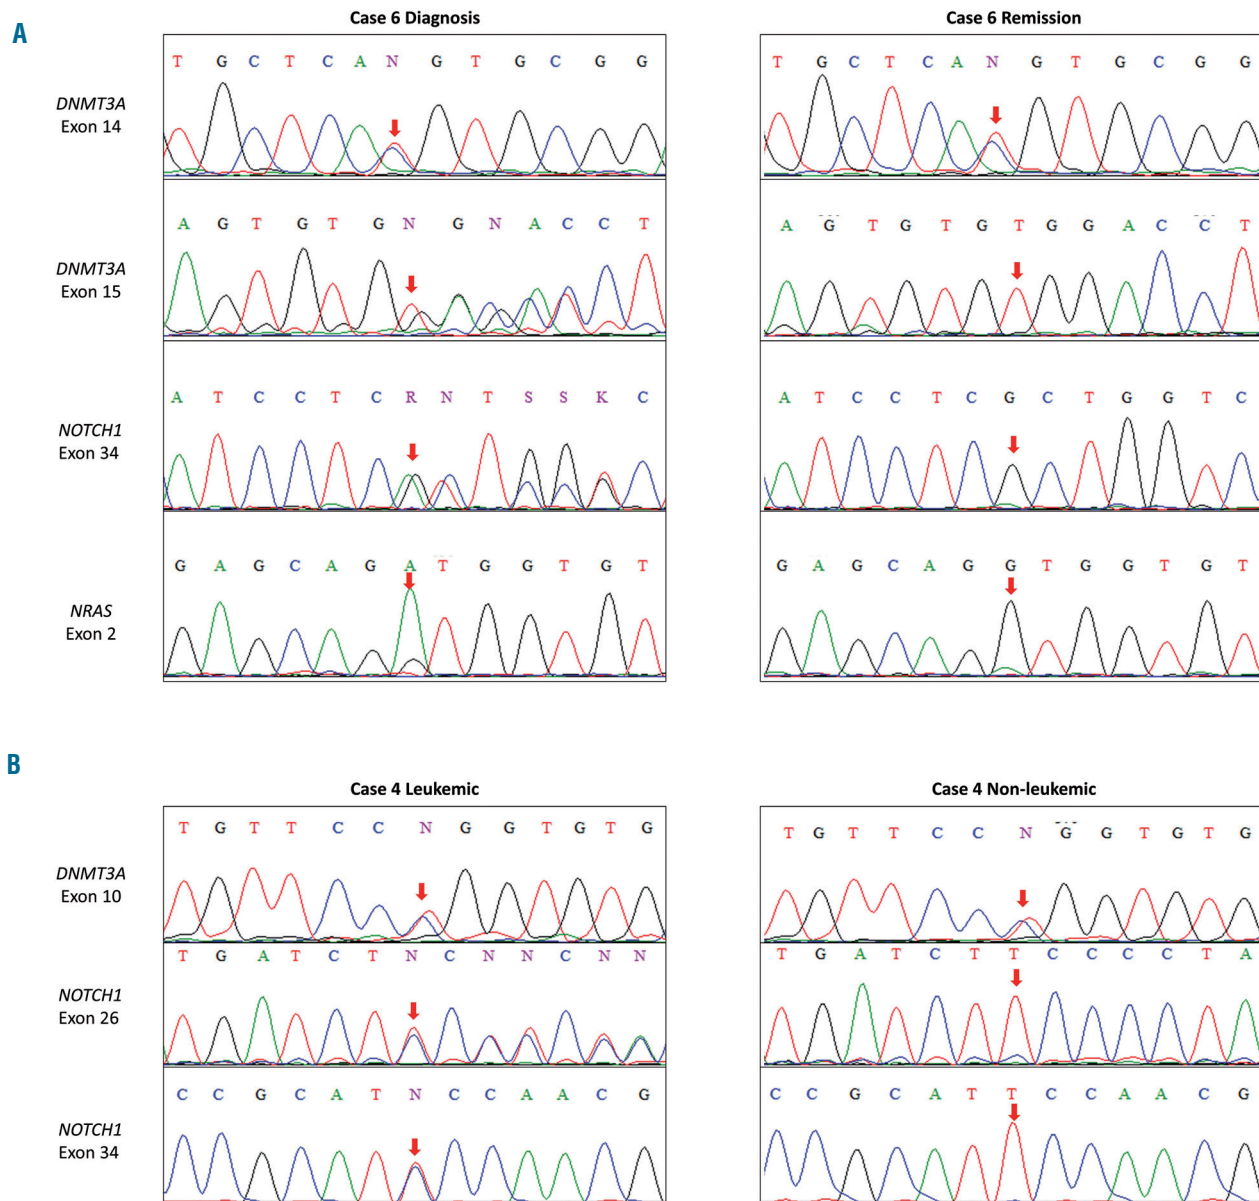 A
Case 6 Diagnosis
Case 6 Remission
DNMT3A
Exon 14
T G C T C A N G T G C G G
T G C T C A N G T G C G G
DNMT3A
Exon 15
A G T G T G N G N A C C T
A G T G T G T G G A C C T
NOTCH1
Exon 34
A T C C T C R N T S S K C
A T C C T C G C T G G T C
NRAS
Exon 2
G A G C A G A T G G T G T
G A G C A G G T G G T G T
B
Case 4 Leukemic
Case 4 Non-leukemic
DNMT3A
Exon 10
T G T T C C N G G T G T G
T G T T C C N G G T G T G
NOTCH1
Exon 26
T G A T C T N C N N C N N
T G A T C T T C C C C T A
NOTCH1
Exon 34
C C G C A T N C C A A C G
C C G C A T T C C A A C G